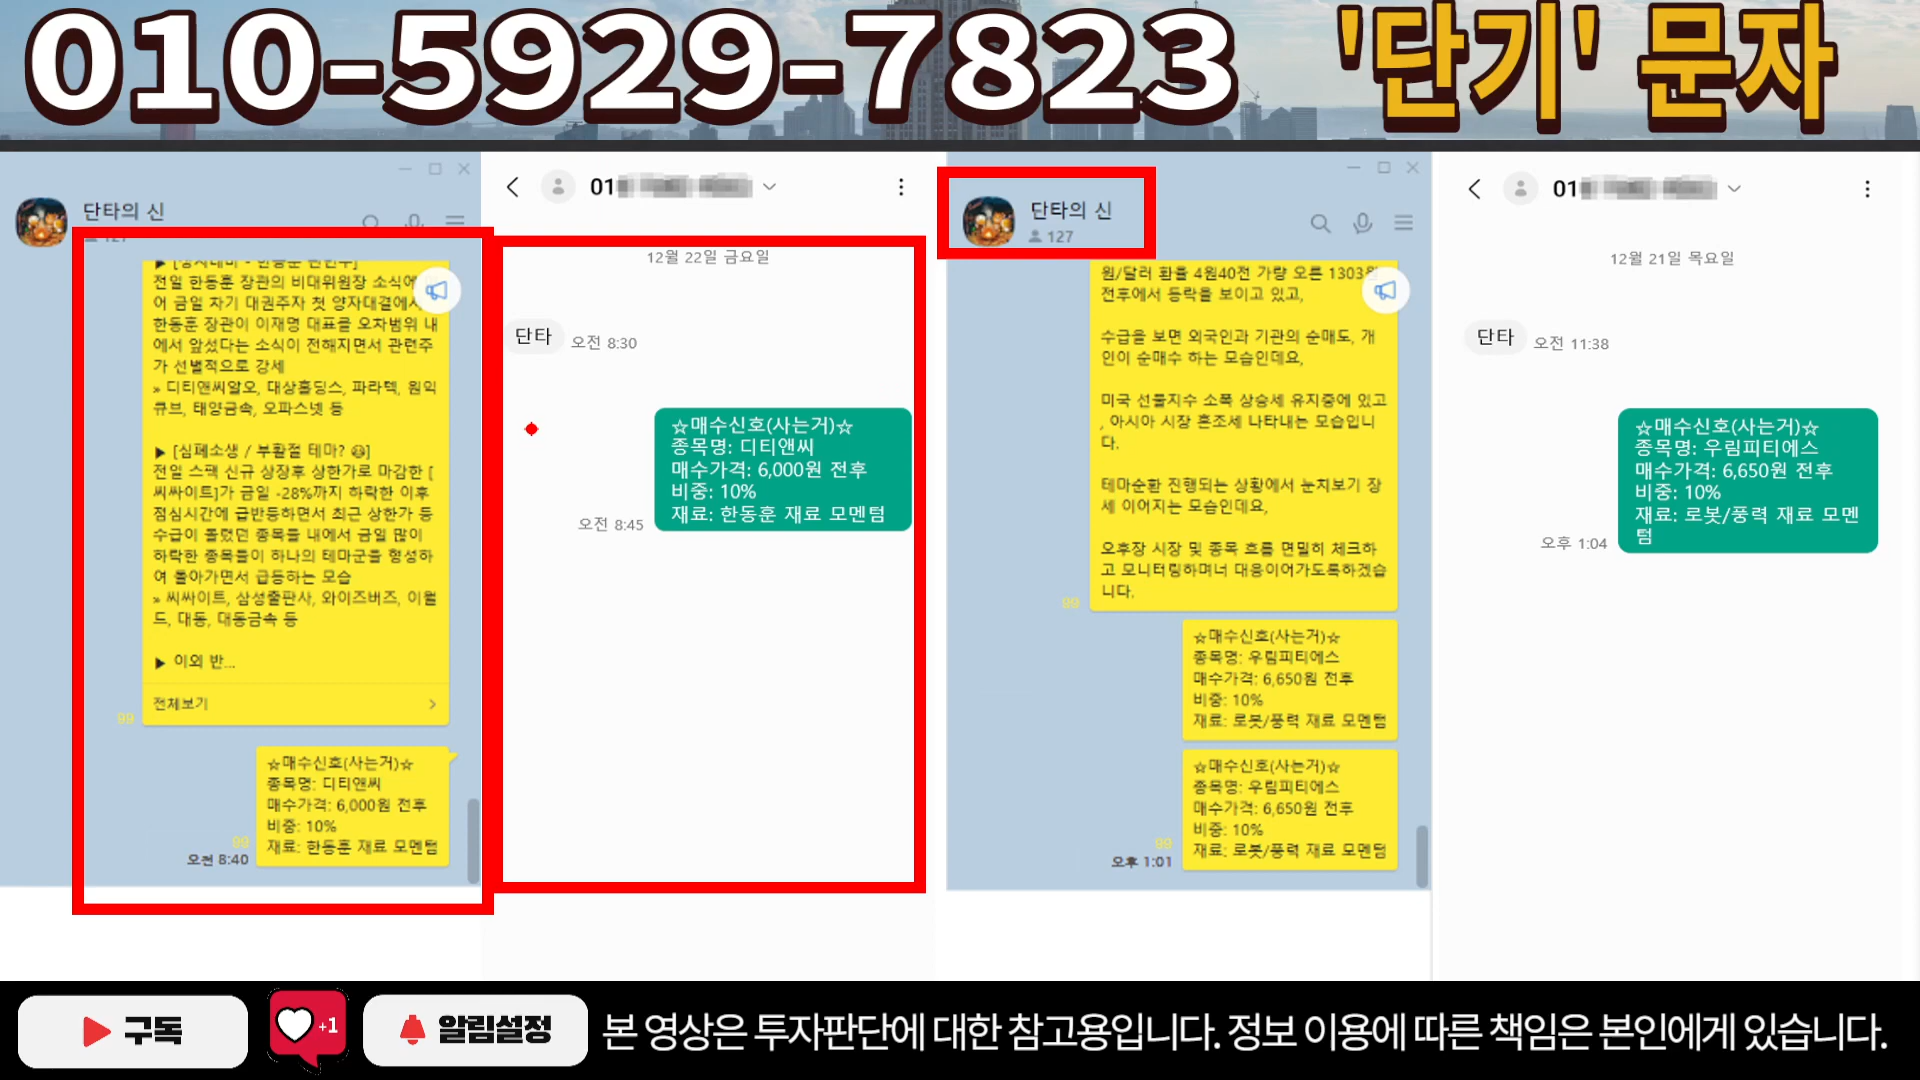 010-5929-7823 '단기' 문자
단타의 신
127
전일 한동훈 장관의 비대위원장 소식에
어 금일 차기 대권주자 첫 양자대결에서
한동훈 장관이 이재명 대표를 오차범위 내
에서 앞섰다는 소식이 전해지면서 관련주
가 선별적으로 강세
» 디티앤씨알오, 대상홀딩스, 파라텍, 원익
큐브, 태양금속, 오파스넷 등
▶ [심폐소생 / 부활절 테마? ]
전일 스팩 신규 상장후 상한가로 마감한 [
씨싸이트]가 금일 -28%까지 하락한 이후
점심시간에 급반등하면서 최근 상한가 등
수급이 몰렸던 종목들 내에서 금일 많이
하락한 종목들이 하나의 테마군을 형성하
여 돌아가면서 급등하는 모습
» 씨싸이트, 삼성출판사, 와이즈버즈, 이월
드, 대동, 대동금속 등
▶ 이외 반...
전체보기
99
☆매수신호(사는거)☆
종목명: 디티앤씨
매수가격: 6,000원 전후
비중: 10%
재료: 한동훈 재료 모멘텀
99
오전 8:40
01
12월 22일 금요일
단타
오전 8:30
☆매수신호(사는거)☆
종목명: 디티앤씨
매수가격: 6,000원 전후
비중: 10%
재료: 한동훈 재료 모멘텀
오전 8:45
단타의 신
127
원/달러 환율 4원40전 가량 오른 1303원
전후에서 등락을 보이고 있고,
수급을 보면 외국인과 기관의 순매도, 개
인이 순매수 하는 모습인데요,
미국 선물지수 소폭 상승세 유지중에 있고
, 아시아 시장 혼조세 나타내는 모습입니
다.
테마순환 진행되는 상황에서 눈치보기 장
세 이어지는 모습인데요,
오후장 시장 및 종목 흐름 면밀히 체크하
고 모니터링하며너 대응이어가도록하겠습
니다.
99
☆매수신호(사는거)☆
종목명: 우림피티에스
매수가격: 6,650원 전후
비중: 10%
재료: 로봇/풍력 재료 모멘텀
☆매수신호(사는거)☆
종목명: 우림피티에스
매수가격: 6,650원 전후
비중: 10%
재료: 로봇/풍력 재료 모멘텀
99
오후 1:01
01
12월 21일 목요일
단타
오전 11:38
☆매수신호(사는거)☆
종목명: 우림피티에스
매수가격: 6,650원 전후
비중: 10%
재료: 로봇/풍력 재료 모멘
텀
오후 1:04
구독
+1
알림설정
본 영상은 투자판단에 대한 참고용입니다. 정보 이용에 따른 책임은 본인에게 있습니다.